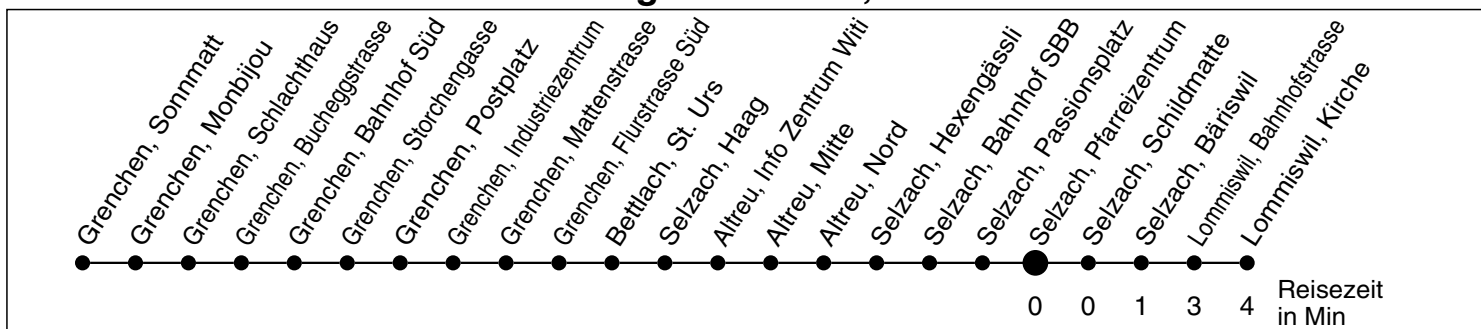 Grenchen, Sonnmatt
Grenchen, Monbijou
Grenchen, Schlachthaus
Grenchen, Bucheggstrasse
Grenchen, Bahnhof Süd
Grenchen, Storchengasse
Grenchen, Postplatz
Grenchen, Industriezentrum
Grenchen, Mattenstrasse
Grenchen, Flurstrasse Süd
Bettlach, St. Urs
Selzach, Haag
Altreu, Info Zentrum Witi
Altreu, Mitte
Altreu, Nord
Selzach, Hexengässli
Selzach, Bahnhof SBB
Selzach, Passionsplatz
Selzach, Pfarreizentrum
Selzach, Schildmatte
Selzach, Bäriswil
Lommiswil, Bahnhofstrasse
Lommiswil, Kirche
0 0 1 3 4 Reisezeit
in Min